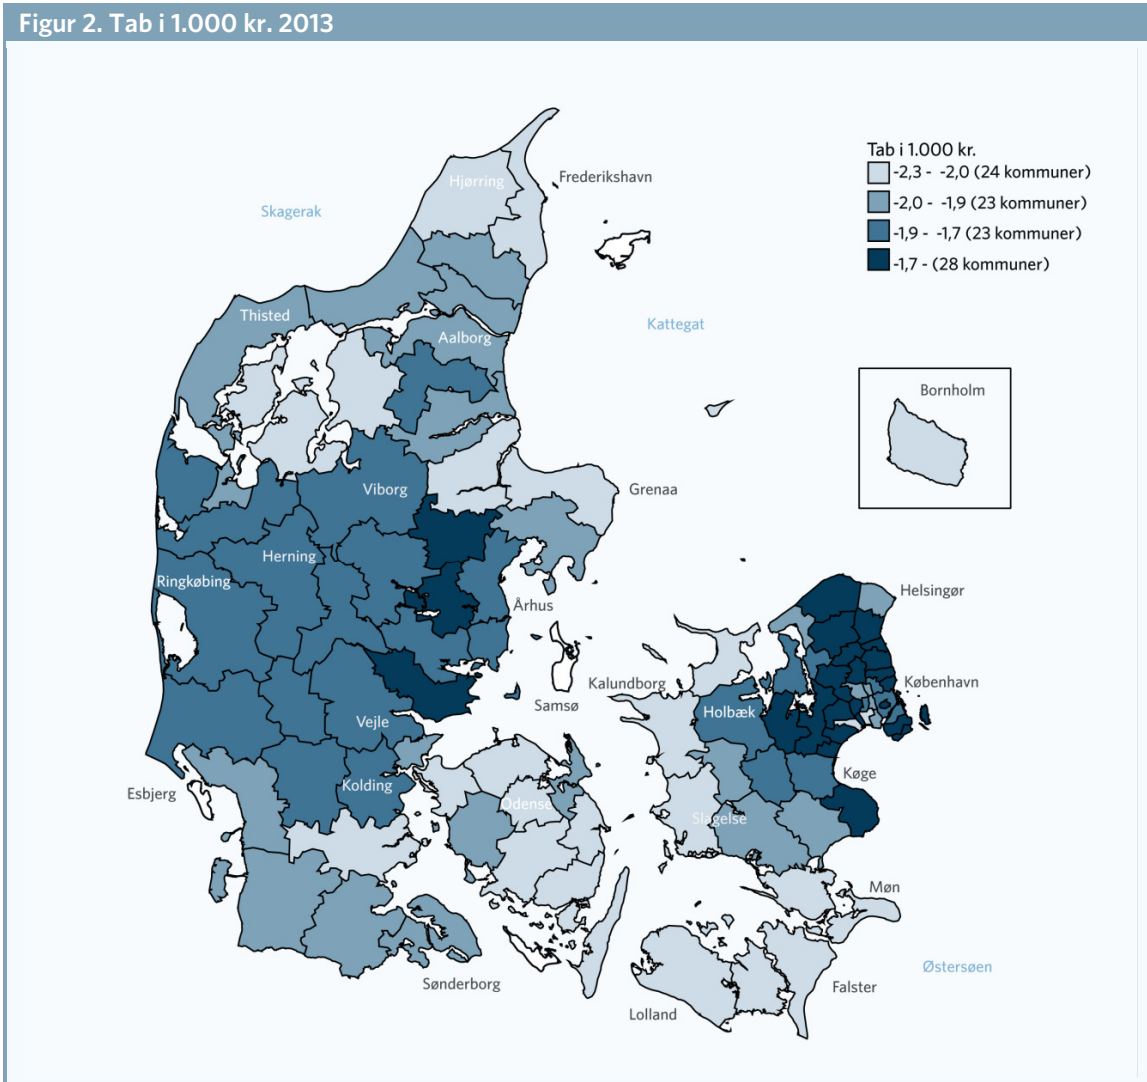 Figur 2. Tab i 1.000 kr. 2013
Tab i 1.000 kr.
-2,3 - -2,0 (24 kommuner)
-2,0 - -1,9 (23 kommuner)
-1,9 - -1,7 (23 kommuner)
-1,7 - (28 kommuner)
Hjørring
Frederikshavn
Skagerak
Thisted
Kattegat
Aalborg
Bornholm
Viborg
Grenaa
Herning
Ringkøbing
Helsingør
Århus
Kalundborg
København
Samsø
Holbæk
Vejle
Køge
Kolding
Esbjerg
Odense
Slagelse
Møn
Østersøen
Sønderborg
Falster
Lolland